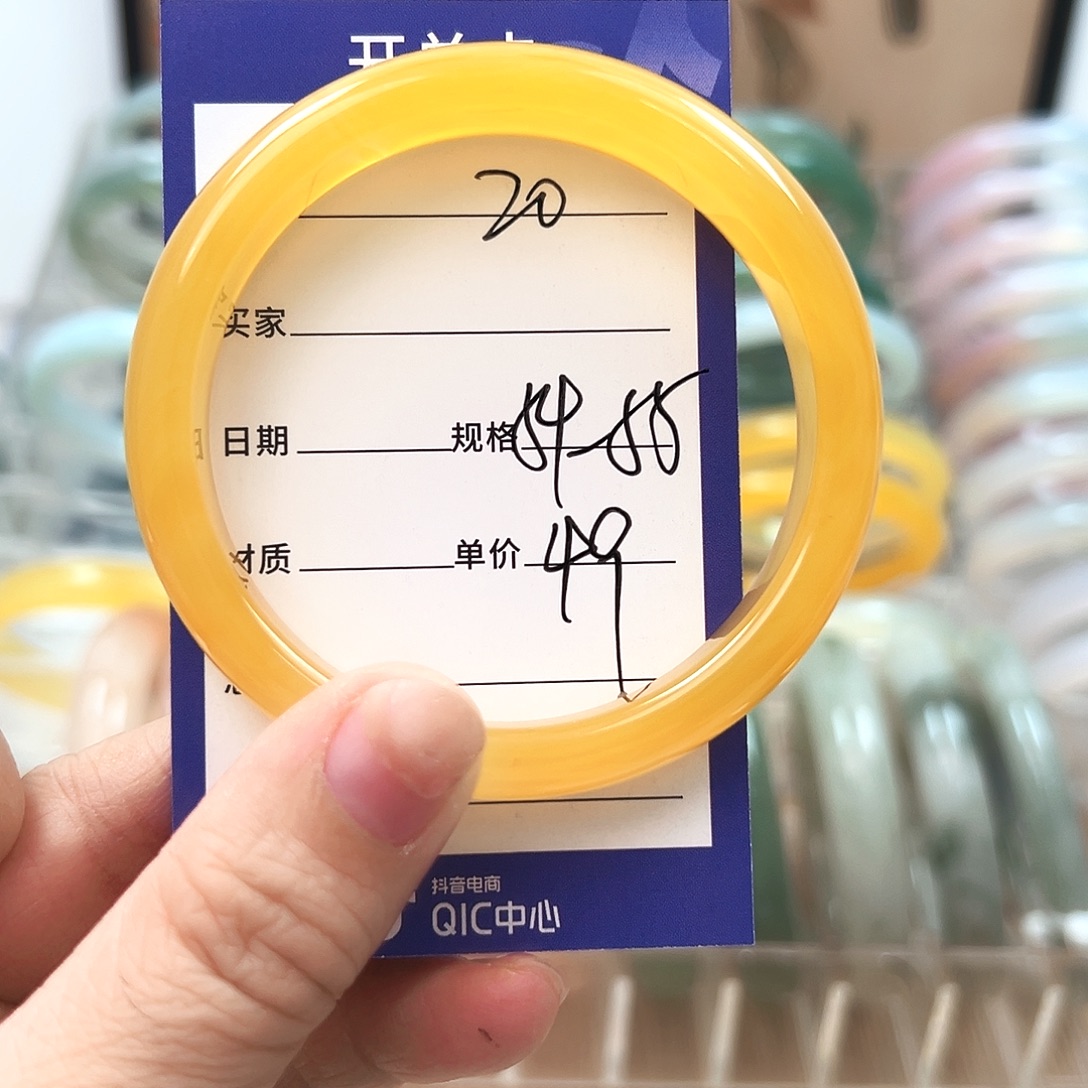 20
买家
日期 规格 54-55
材质 单价 49
抖音电商
QIC中心